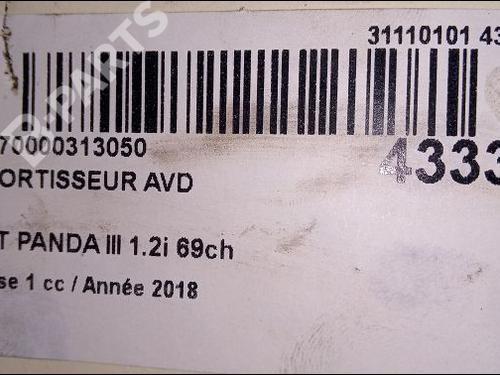 B-PARTS
31110101 43
70000313050
4333
ORTISSEUR AVD
T PANDA III 1.2i 69ch
se 1 cc / Année 2018